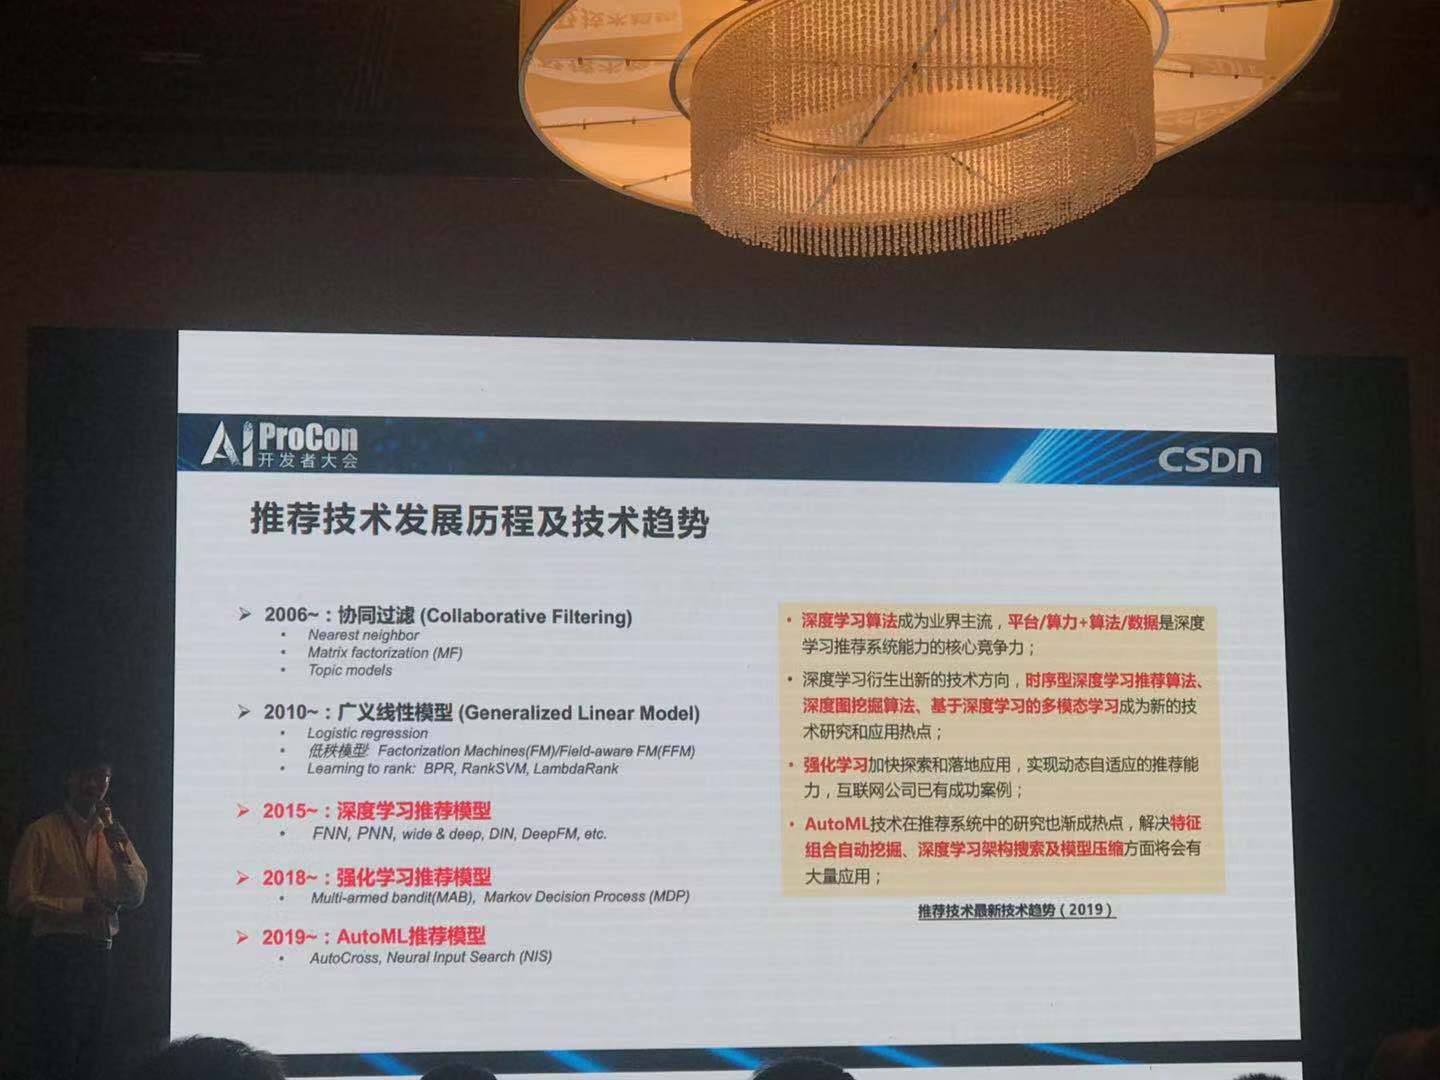 AI ProCon
开发者大会
CSDN
推荐技术发展历程及技术趋势
➢ 2006~：协同过滤 (Collaborative Filtering)
• Nearest neighbor
• Matrix factorization (MF)
• Topic models
➢ 2010~：广义线性模型 (Generalized Linear Model)
• Logistic regression
• 低秩模型: Factorization Machines(FM)/Field-aware FM(FFM)
• Learning to rank: BPR, RankSVM, LambdaRank
➢ 2015~：深度学习推荐模型
• FNN, PNN, wide & deep, DIN, DeepFM, etc.
➢ 2018~：强化学习推荐模型
• Multi-armed bandit(MAB), Markov Decision Process (MDP)
➢ 2019~：AutoML推荐模型
• AutoCross, Neural Input Search (NIS)
• 深度学习算法成为业界主流，平台/算力+算法/数据是深度
学习推荐系统能力的核心竞争力；
• 深度学习衍生出新的技术方向，时序型深度学习推荐算法、
深度图挖掘算法、基于深度学习的多模态学习成为新的技
术研究和应用热点；
• 强化学习加快探索和落地应用，实现动态自适应的推荐能
力，互联网公司已有成功案例；
• AutoML技术在推荐系统中的研究也渐成热点，解决特征
组合自动挖掘、深度学习架构搜索及模型压缩方面将会有
大量应用；
推荐技术最新技术趋势（2019）